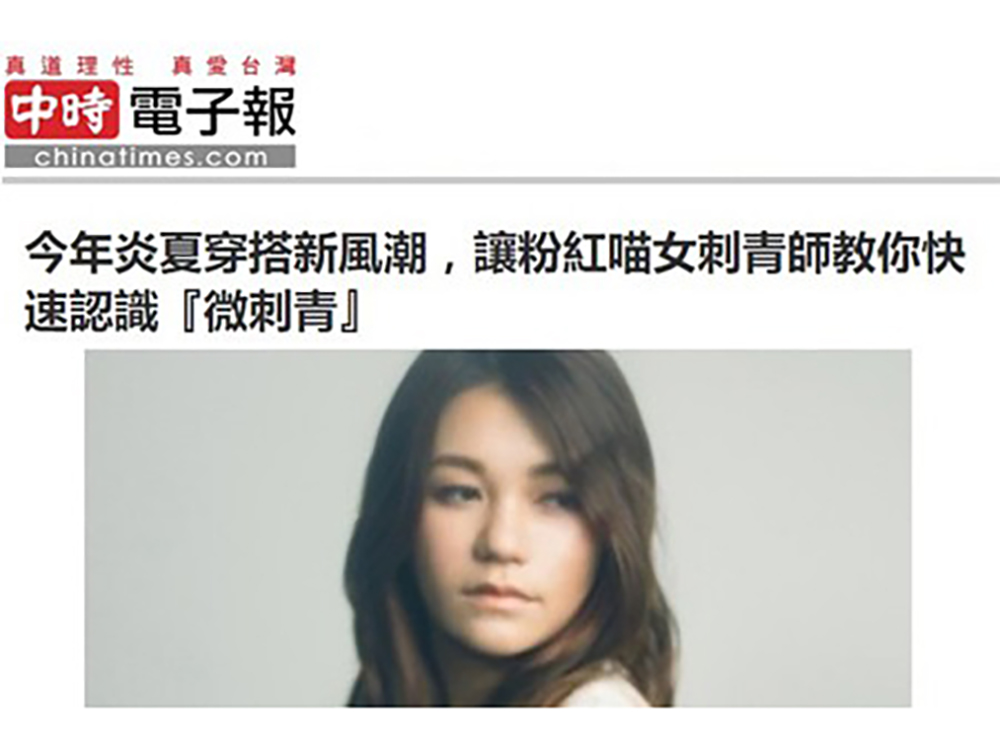 真道理性 真愛台灣
中時電子報
chinatimes.com
今年炎夏穿搭新風潮，讓粉紅喵女刺青師教你快
速認識『微刺青』